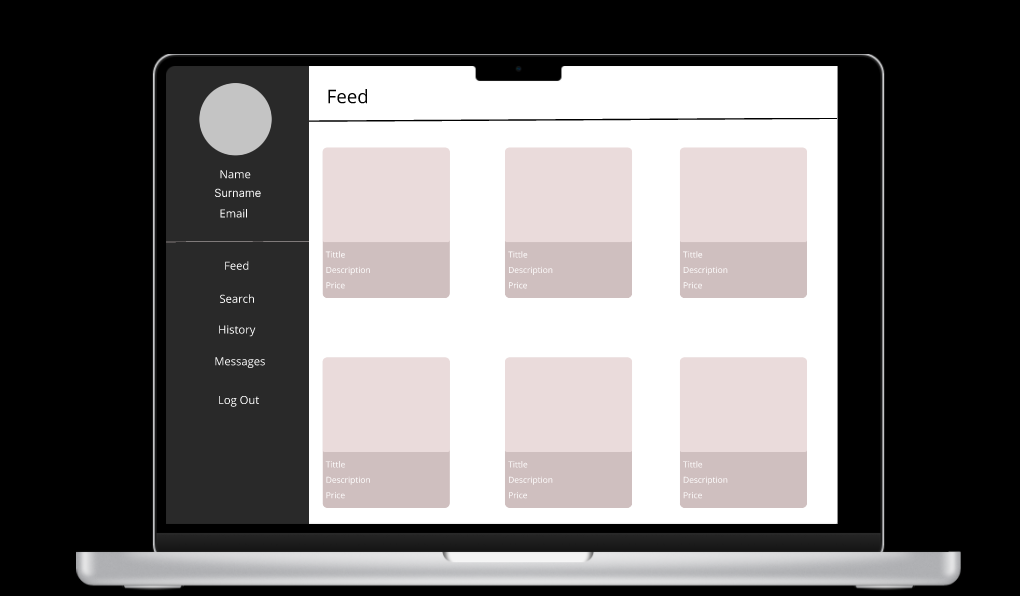 Feed
Name
Surname
Email
Feed
Search
History
Messages
Log Out
Tittle
Description
Price
Tittle
Description
Price
Tittle
Description
Price
Tittle
Description
Price
Tittle
Description
Price
Tittle
Description
Price